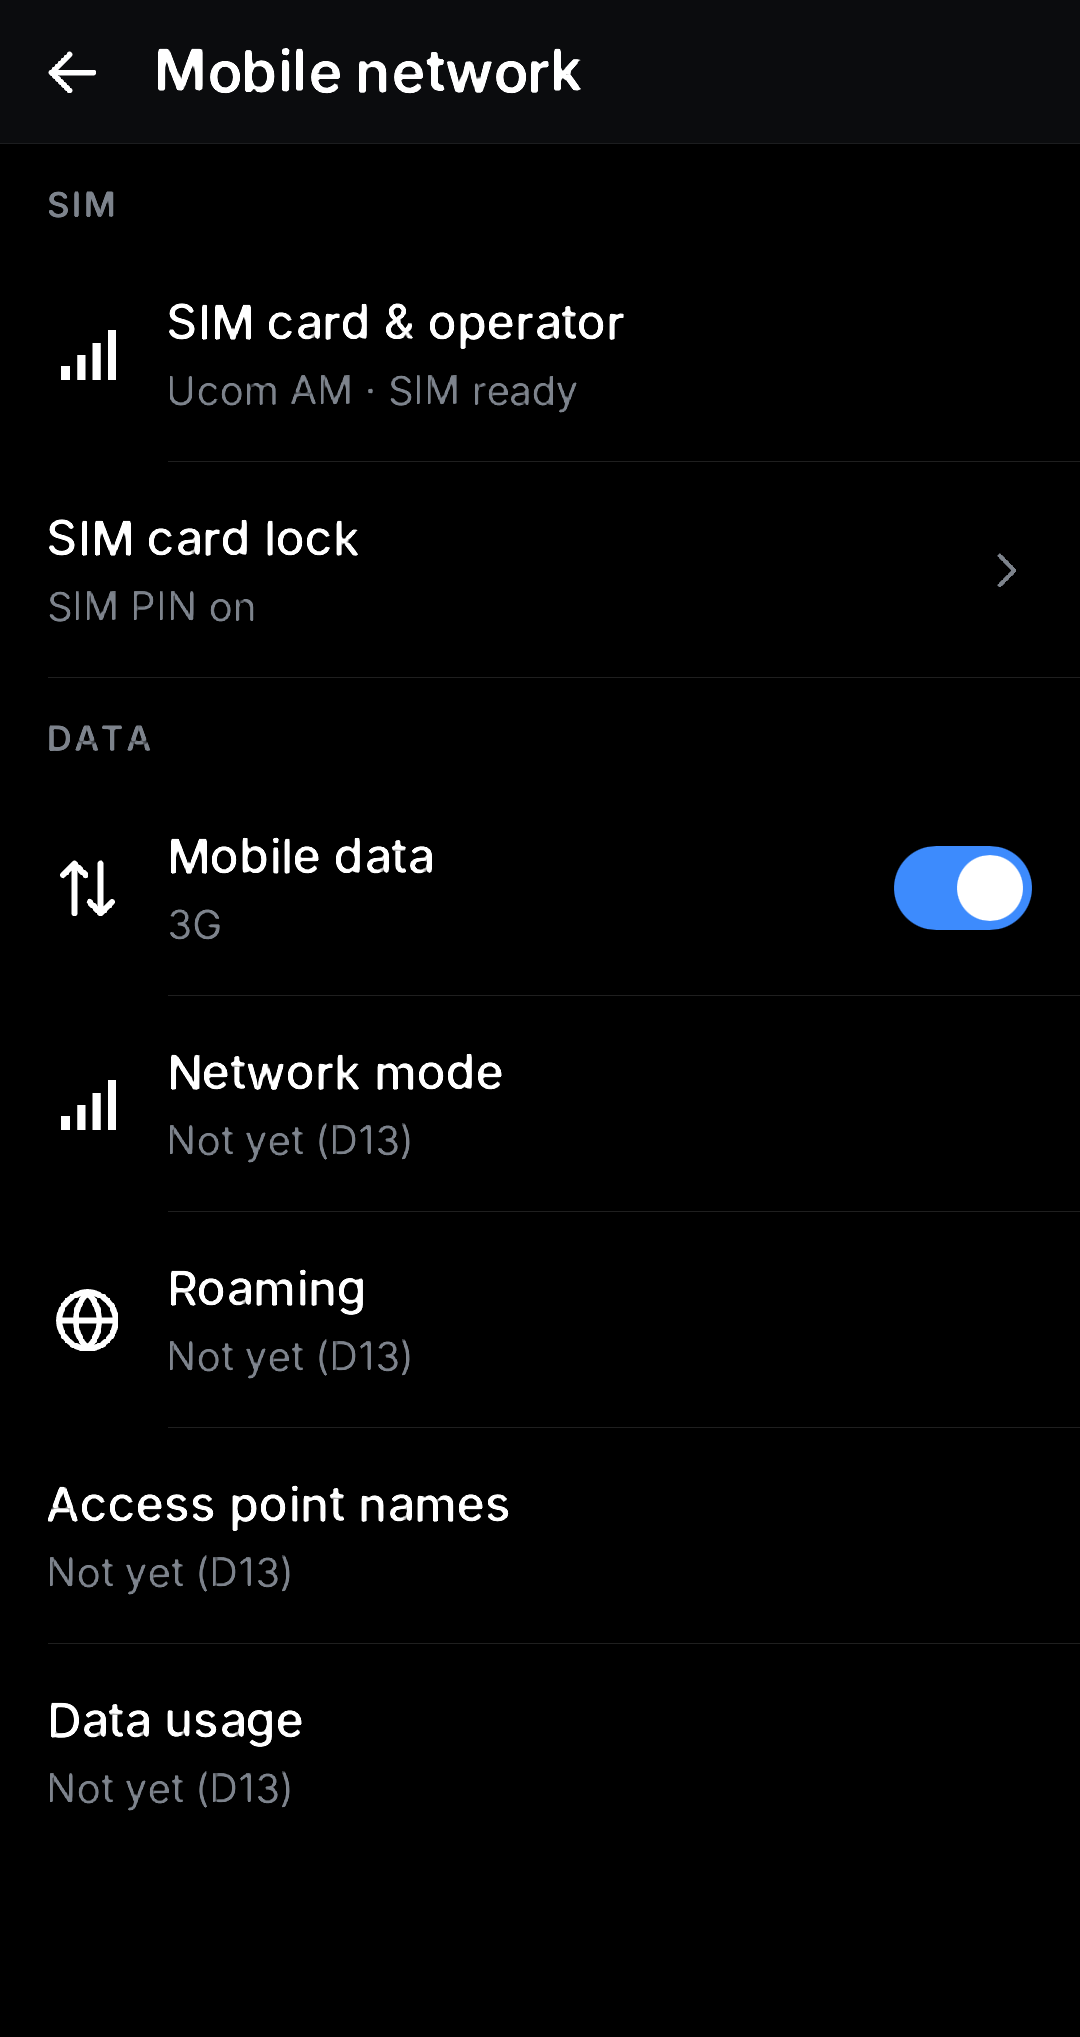 Mobile network
SIM
SIM card & operator
Ucom AM · SIM ready
SIM card lock
SIM PIN on
DATA
Mobile data
3G
Network mode
Not yet (D13)
Roaming
Not yet (D13)
Access point names
Not yet (D13)
Data usage
Not yet (D13)